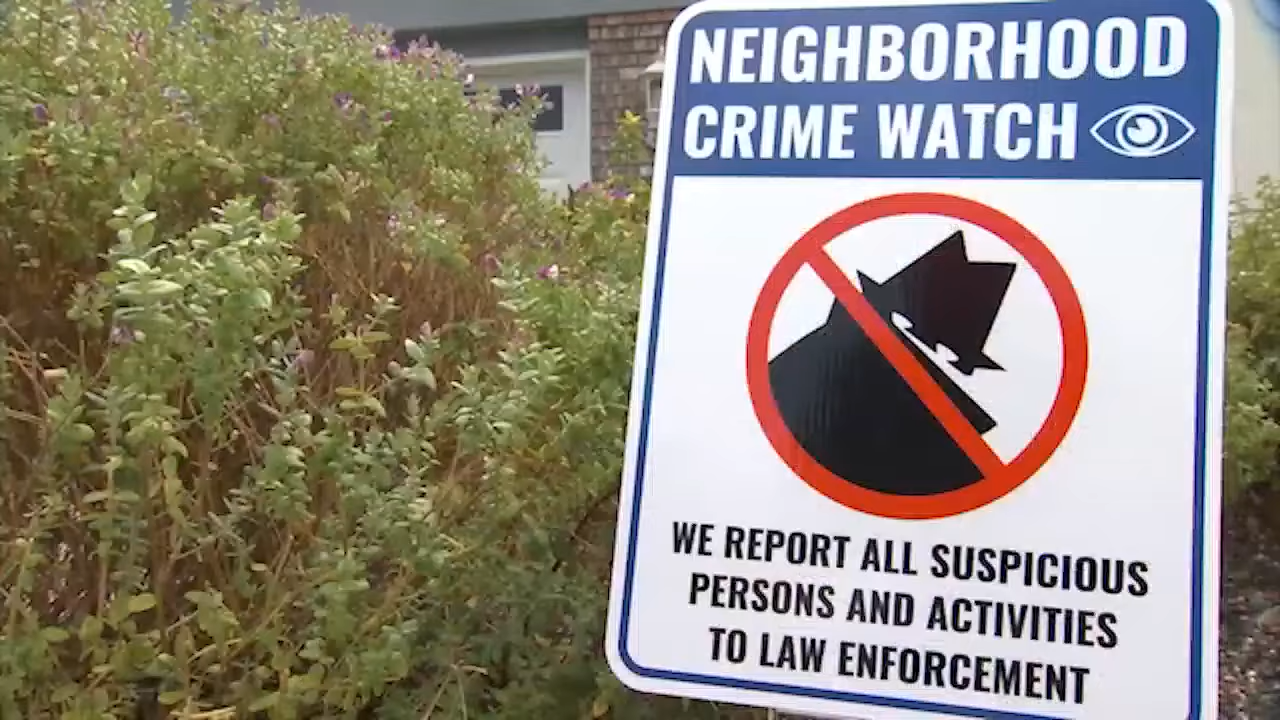 NEIGHBORHOOD
CRIME WATCH
WE REPORT ALL SUSPICIOUS
PERSONS AND ACTIVITIES
TO LAW ENFORCEMENT